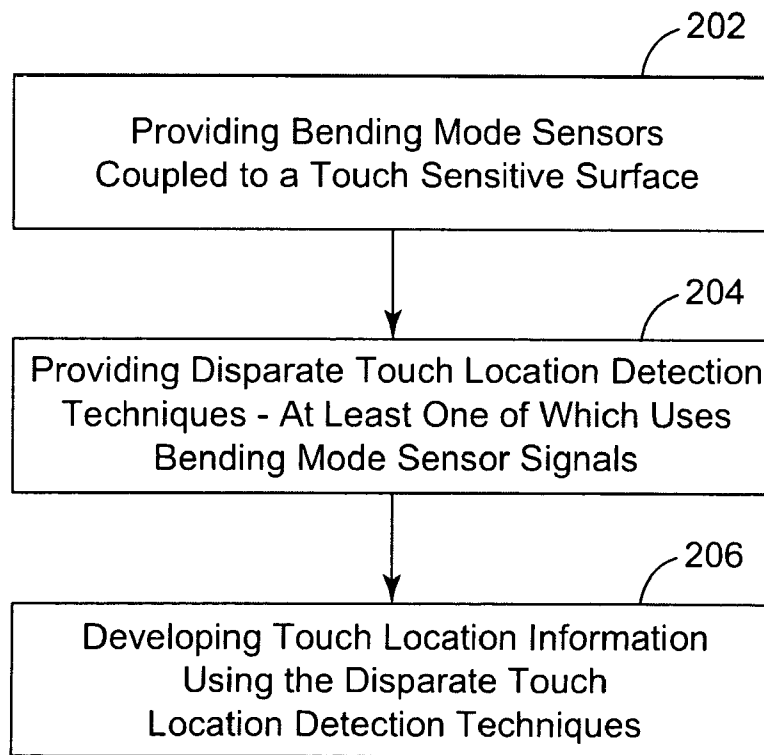 202
Providing Bending Mode Sensors
Coupled to a Touch Sensitive Surface
204
Providing Disparate Touch Location Detection
Techniques - At Least One of Which Uses
Bending Mode Sensor Signals
206
Developing Touch Location Information
Using the Disparate Touch
Location Detection Techniques